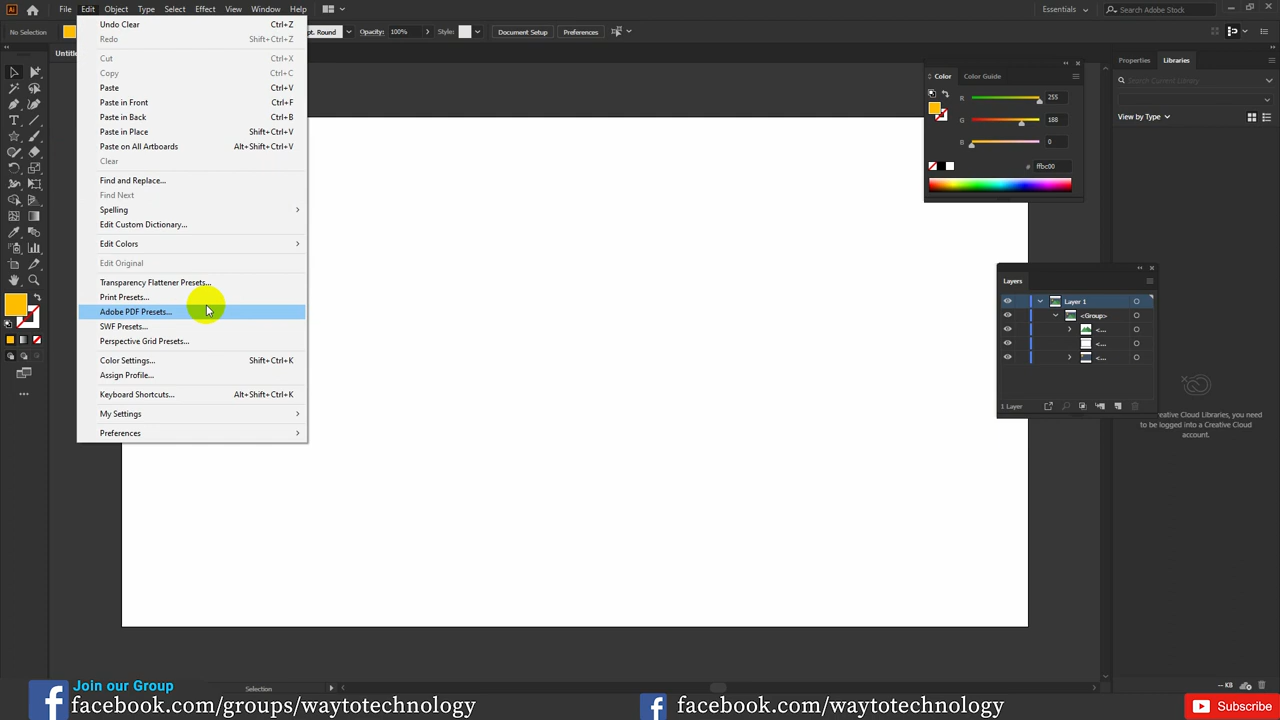 File Edit Object Type Select Effect View Window Help
Essentials
Search Adobe Stock
No Selection
pt. Round
Opacity: 100%
Style:
Document Setup
Preferences
Undo Clear Ctrl+Z
Redo Shift+Ctrl+Z
Cut Ctrl+X
Copy Ctrl+C
Paste Ctrl+V
Paste in Front Ctrl+F
Paste in Back Ctrl+B
Paste in Place Shift+Ctrl+V
Paste on All Artboards Alt+Shift+Ctrl+V
Clear
Find and Replace...
Find Next
Spelling
Edit Custom Dictionary...
Edit Colors
Edit Original
Transparency Flattener Presets...
Print Presets...
Adobe PDF Presets...
SWF Presets...
Perspective Grid Presets...
Color Settings... Shift+Ctrl+K
Assign Profile...
Keyboard Shortcuts... Alt+Shift+Ctrl+K
My Settings
Preferences
Color Color Guide
R 255
G 188
B 0
# ffbc00
Properties Libraries
Search Current Library
View by Type
Layers
Layer 1
<Group>
<...
<...
<...
1 Layer
Creative Cloud Libraries, you need
to be logged into a Creative Cloud
account.
-- KB
Selection
Join our Group
facebook.com/groups/waytotechnology
facebook.com/waytotechnology
Subscribe